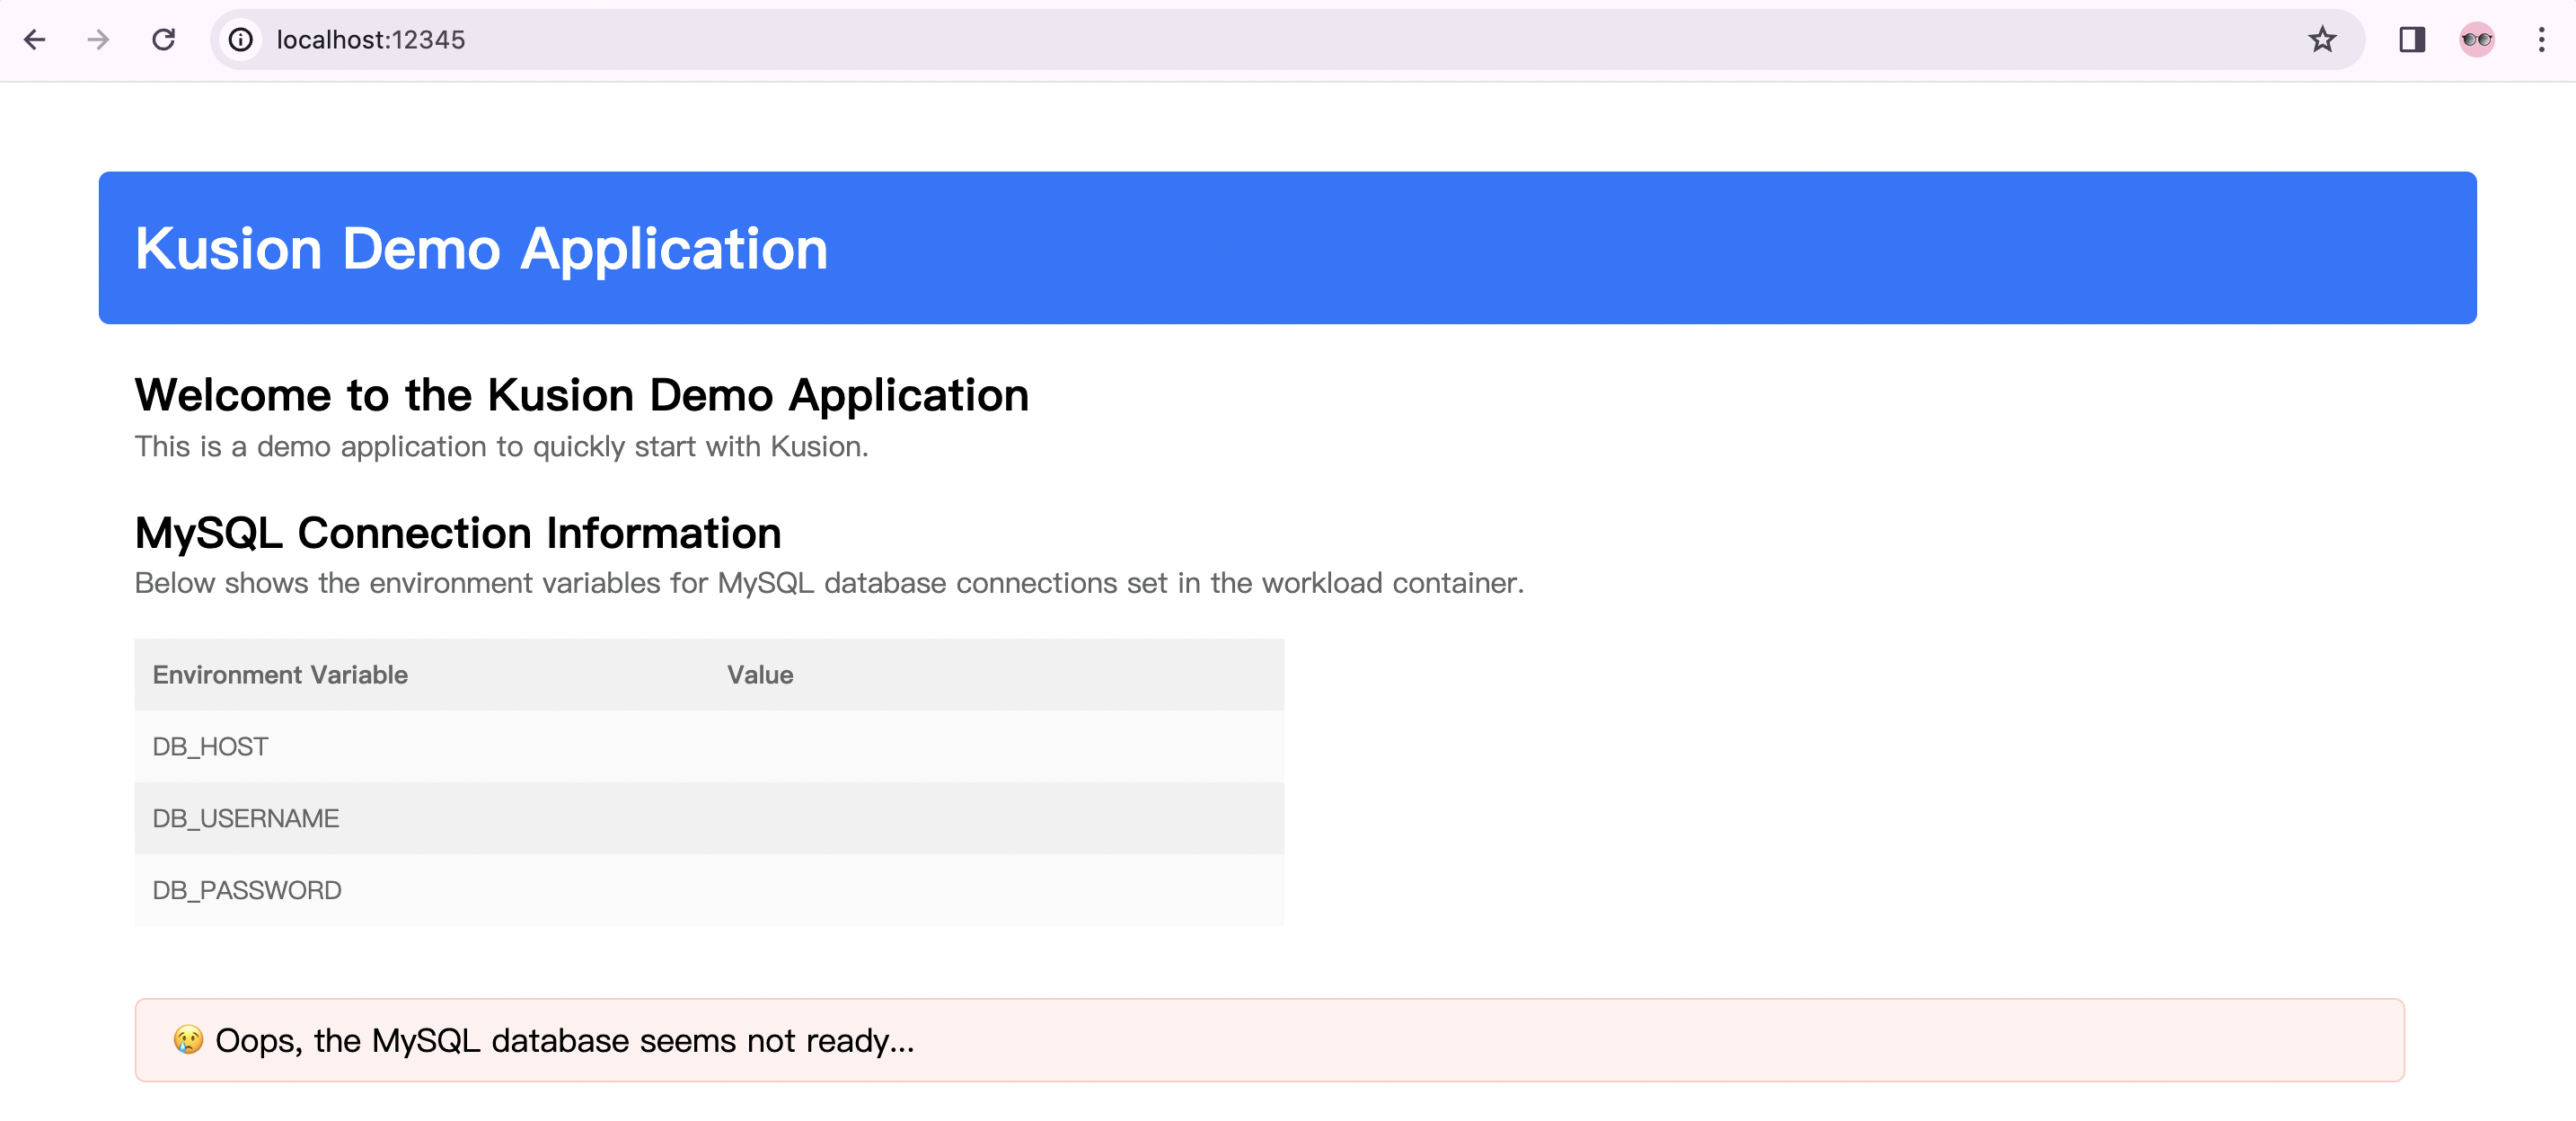 localhost:12345
Kusion Demo Application
Welcome to the Kusion Demo Application
This is a demo application to quickly start with Kusion.
MySQL Connection Information
Below shows the environment variables for MySQL database connections set in the workload container.
Environment Variable Value
DB_HOST
DB_USERNAME
DB_PASSWORD
😢 Oops, the MySQL database seems not ready...